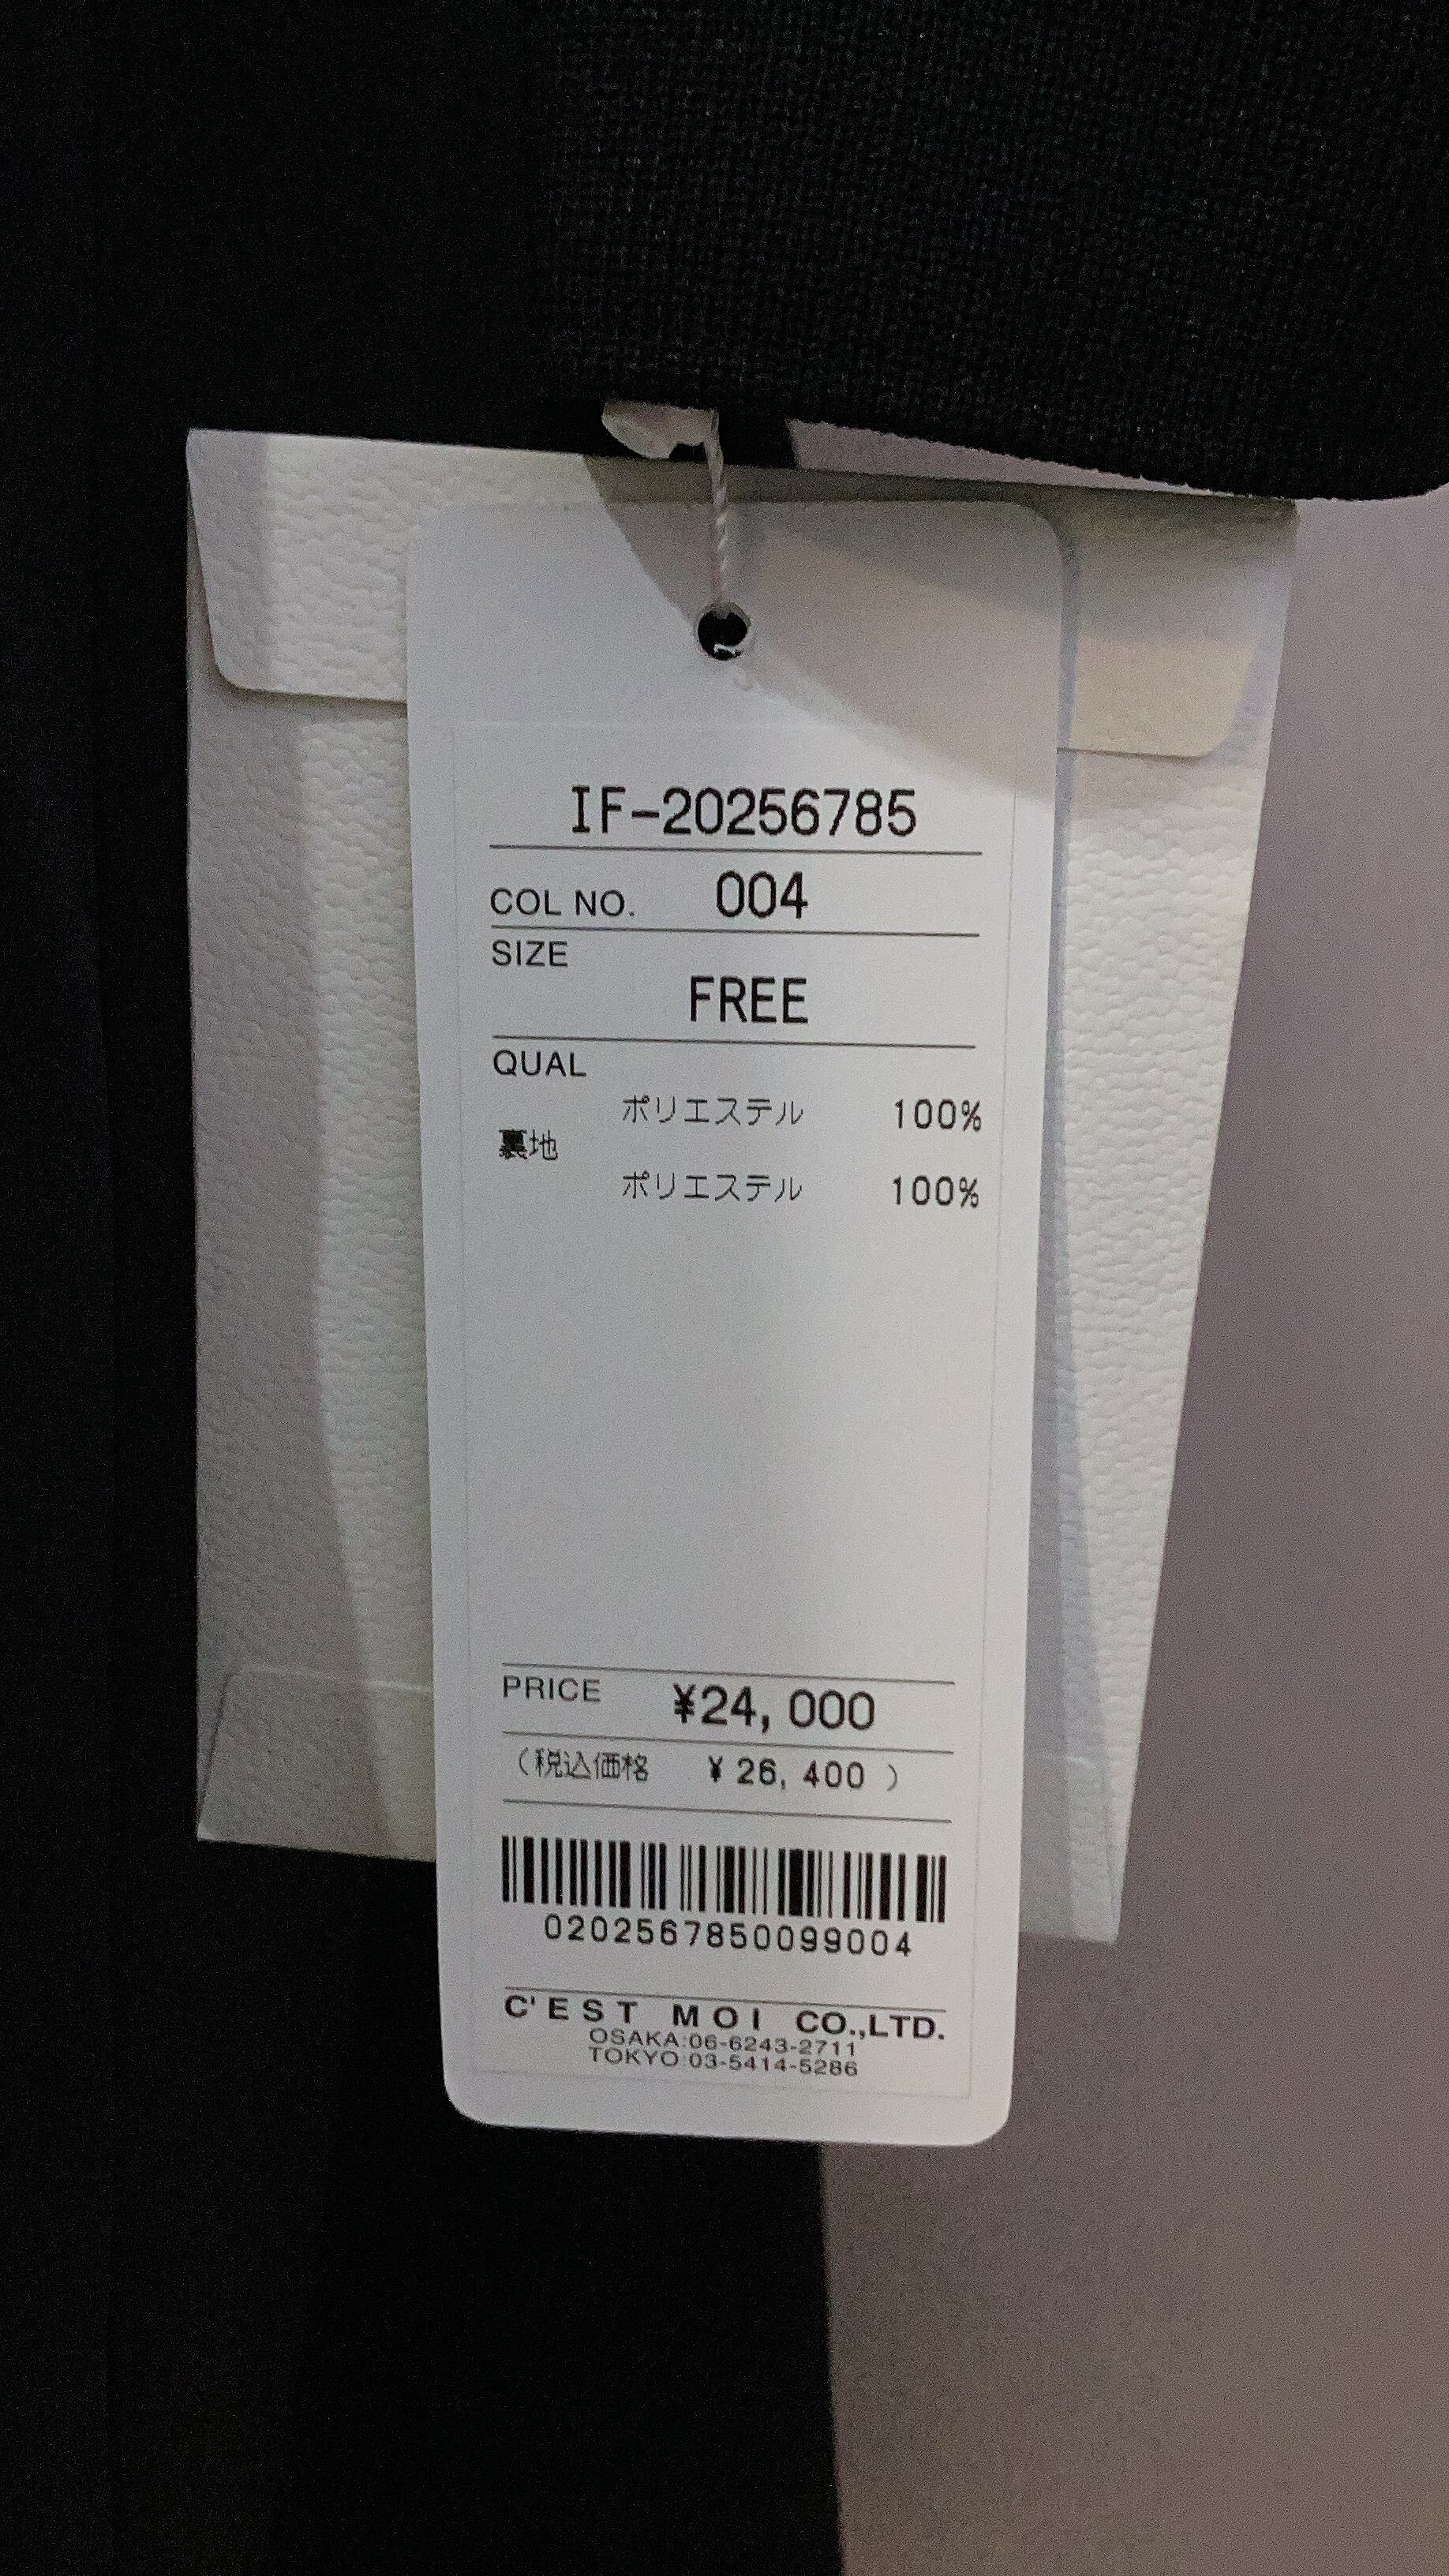 IF-20256785
COL NO. 004
SIZE
FREE
QUAL
ポリエステル 100%
裏地
ポリエステル 100%
PRICE ¥24, 000
(税込価格 ¥ 26, 400 )
0202567850099004
C'EST MOI CO.,LTD.
OSAKA:06-6243-2711
TOKYO:03-5414-5286